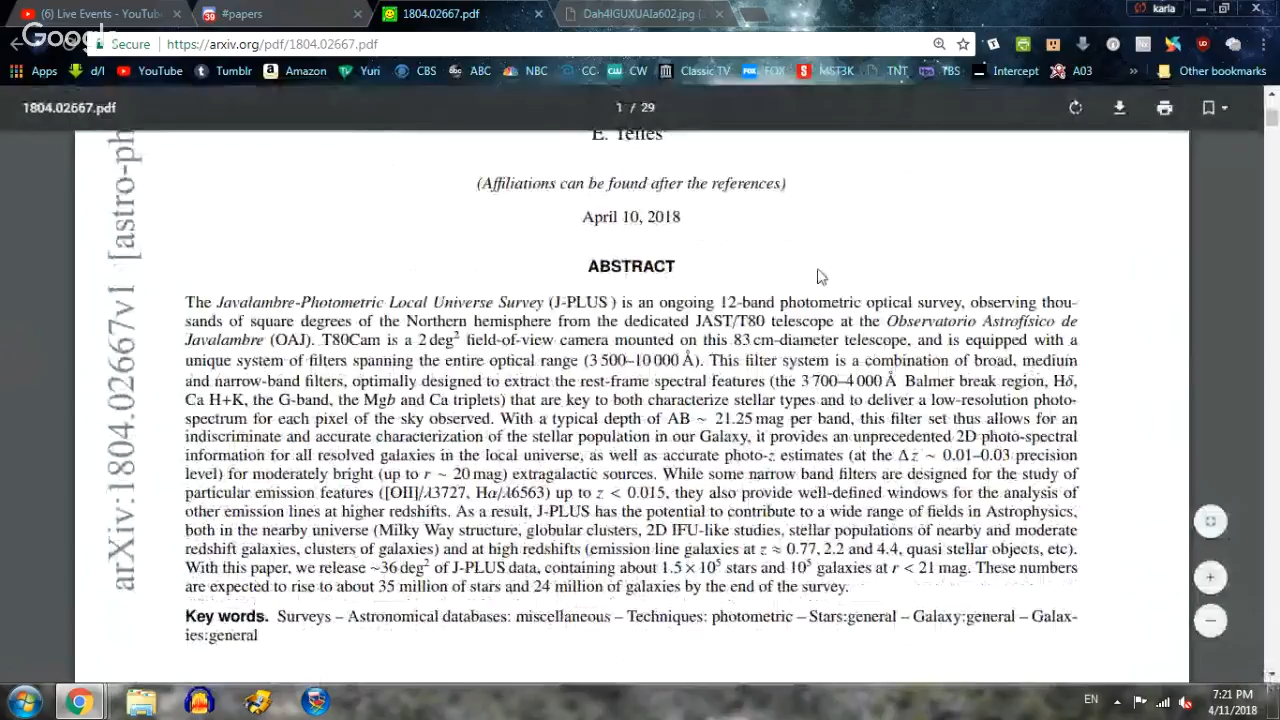 (6) Live Events - YouTube
39 #papers
1804.02667.pdf
Dah4IGUXUAIa602.jpg
karla
Google
Secure https://arxiv.org/pdf/1804.02667.pdf
Apps d/l YouTube Tumblr Amazon Yuri CBS ABC NBC CC CW Classic TV FOX MST3K TNT TBS Intercept A03 » Other bookmarks
1804.02667.pdf 1 / 29
E. Telles
(Affiliations can be found after the references)
April 10, 2018
ABSTRACT
The Javalambre-Photometric Local Universe Survey (J-PLUS ) is an ongoing 12-band photometric optical survey, observing thou-
sands of square degrees of the Northern hemisphere from the dedicated JAST/T80 telescope at the Observatorio Astrofísico de
Javalambre (OAJ). T80Cam is a 2 deg² field-of-view camera mounted on this 83 cm-diameter telescope, and is equipped with a
unique system of filters spanning the entire optical range (3 500–10 000 Å). This filter system is a combination of broad, medium
and narrow-band filters, optimally designed to extract the rest-frame spectral features (the 3 700–4 000 Å Balmer break region, Hδ,
Ca H+K, the G-band, the Mgb and Ca triplets) that are key to both characterize stellar types and to deliver a low-resolution photo-
spectrum for each pixel of the sky observed. With a typical depth of AB ~ 21.25 mag per band, this filter set thus allows for an
indiscriminate and accurate characterization of the stellar population in our Galaxy, it provides an unprecedented 2D photo-spectral
information for all resolved galaxies in the local universe, as well as accurate photo-z estimates (at the Δ z ~ 0.01–0.03 precision
level) for moderately bright (up to r ~ 20 mag) extragalactic sources. While some narrow band filters are designed for the study of
particular emission features ([OII]/λ3727, Hα/λ6563) up to z < 0.015, they also provide well-defined windows for the analysis of
other emission lines at higher redshifts. As a result, J-PLUS has the potential to contribute to a wide range of fields in Astrophysics,
both in the nearby universe (Milky Way structure, globular clusters, 2D IFU-like studies, stellar populations of nearby and moderate
redshift galaxies, clusters of galaxies) and at high redshifts (emission line galaxies at z ≈ 0.77, 2.2 and 4.4, quasi stellar objects, etc).
With this paper, we release ~36 deg² of J-PLUS data, containing about 1.5 × 10⁵ stars and 10⁵ galaxies at r < 21 mag. These numbers
are expected to rise to about 35 million of stars and 24 million of galaxies by the end of the survey.
Key words. Surveys – Astronomical databases: miscellaneous – Techniques: photometric – Stars:general – Galaxy:general – Galax-
ies:general
arXiv:1804.02667v1 [astro-ph
EN
7:21 PM
4/11/2018